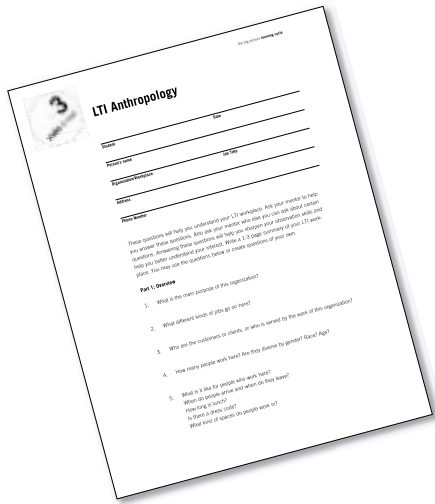 the big picture learning cycle
3
LTI Anthropology
Student
Date
Person's name
Organization/Workplace
Job Title
Address
Phone Number
These questions will help you understand your LTI workplace. Ask your mentor to help
you answer these questions. Also ask your mentor who else you can ask about certain
questions. Answering these questions will help you sharpen your observation skills and
help you better understand your interest. Write a 1-3 page Summary of your LTI work-
place. You may use the questions below or create questions of your own.
Part 1: Overview
1. What is the main purpose of this organization?
2. What different kinds of jobs go on here?
3. Who are the customers or clients, or who is served by the work of this organization?
4. How many people work here? Are they diverse by gender? Race? Age?
5. What is it like for people who work here?
When do people arrive and when do they leave?
How long is lunch?
Is there a dress code?
What kind of spaces do people work in?